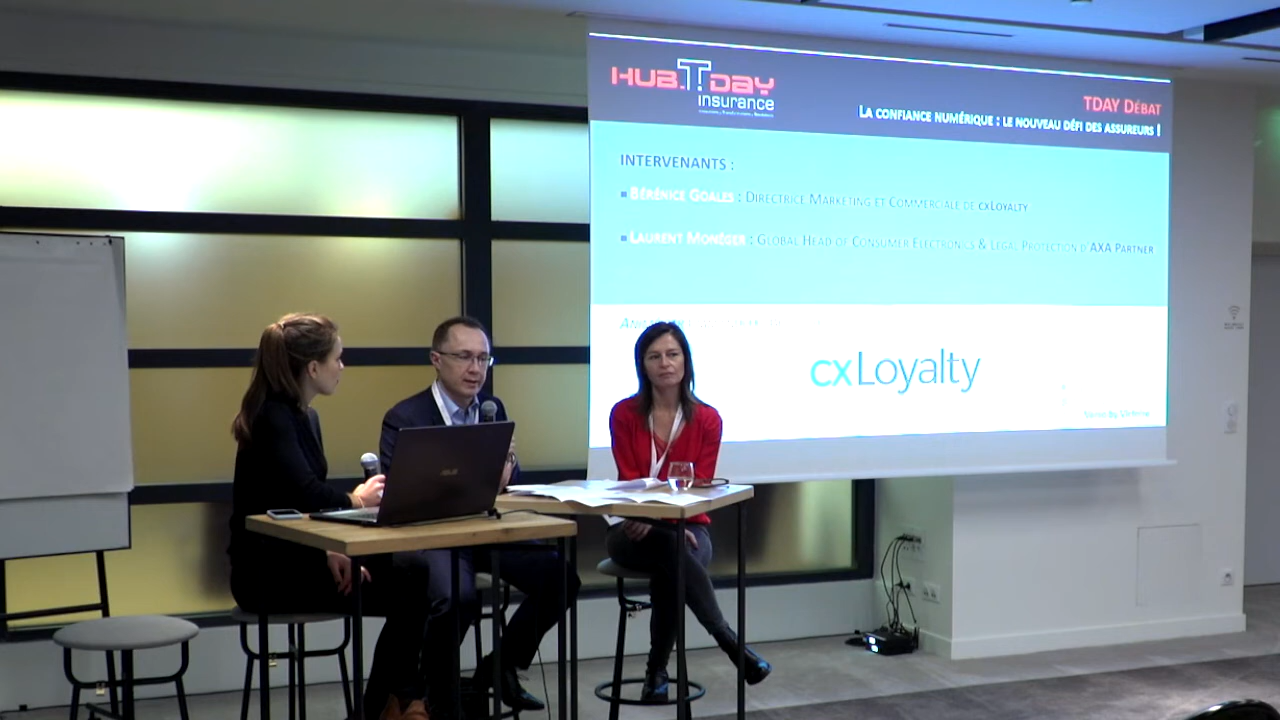 HUB T DAY
insurance
TDAY DÉBAT
LA CONFIANCE NUMÉRIQUE : LE NOUVEAU DÉFI DES ASSUREURS !
INTERVENANTS :
▪ BÉRÉNICE GOALES : DIRECTRICE MARKETING ET COMMERCIALE DE CXLOYALTY
▪ LAURENT MONÉGER : GLOBAL HEAD OF CONSUMER ELECTRONICS & LEGAL PROTECTION D'AXA PARTNER
cxLoyalty
ASUS